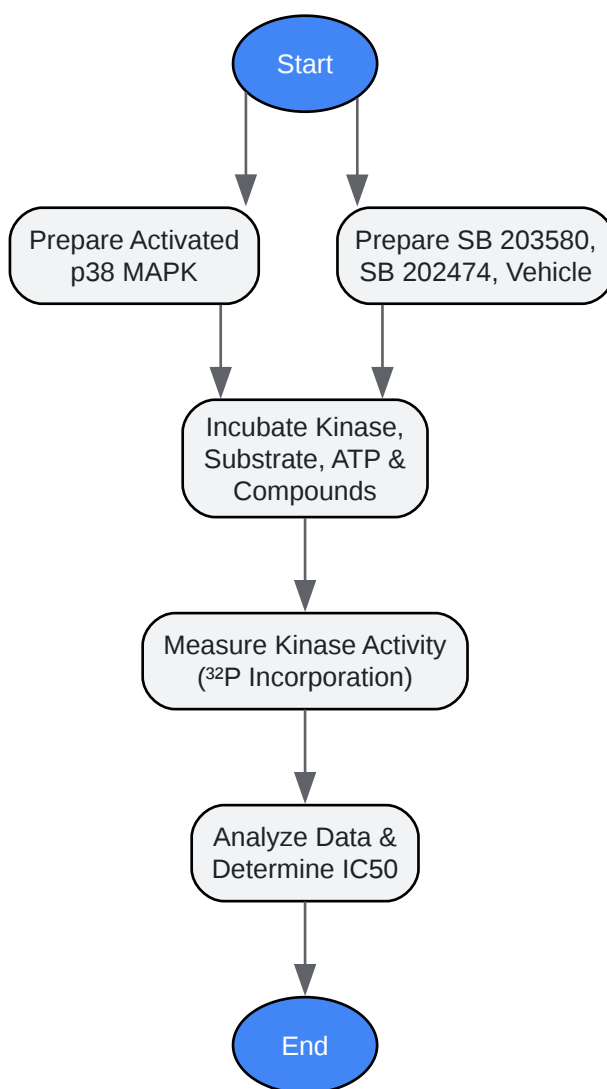 Start
Prepare Activated
p38 MAPK
Prepare SB 203580,
SB 202474, Vehicle
Incubate Kinase,
Substrate, ATP &
Compounds
Measure Kinase Activity
(³²P Incorporation)
Analyze Data &
Determine IC50
End